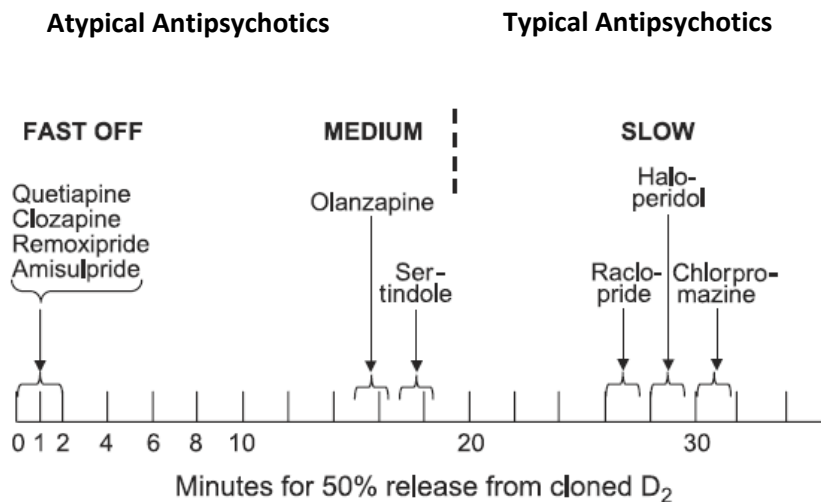 Atypical Antipsychotics
Typical Antipsychotics
FAST OFF
MEDIUM
SLOW
Quetiapine
Clozapine
Remoxipride
Amisulpride
Olanzapine
Ser-
tindole
Halo-
peridol
Raclo-
pride
Chlorpro-
mazine
0 1 2 4 6 8 10 20 30
Minutes for 50% release from cloned D₂